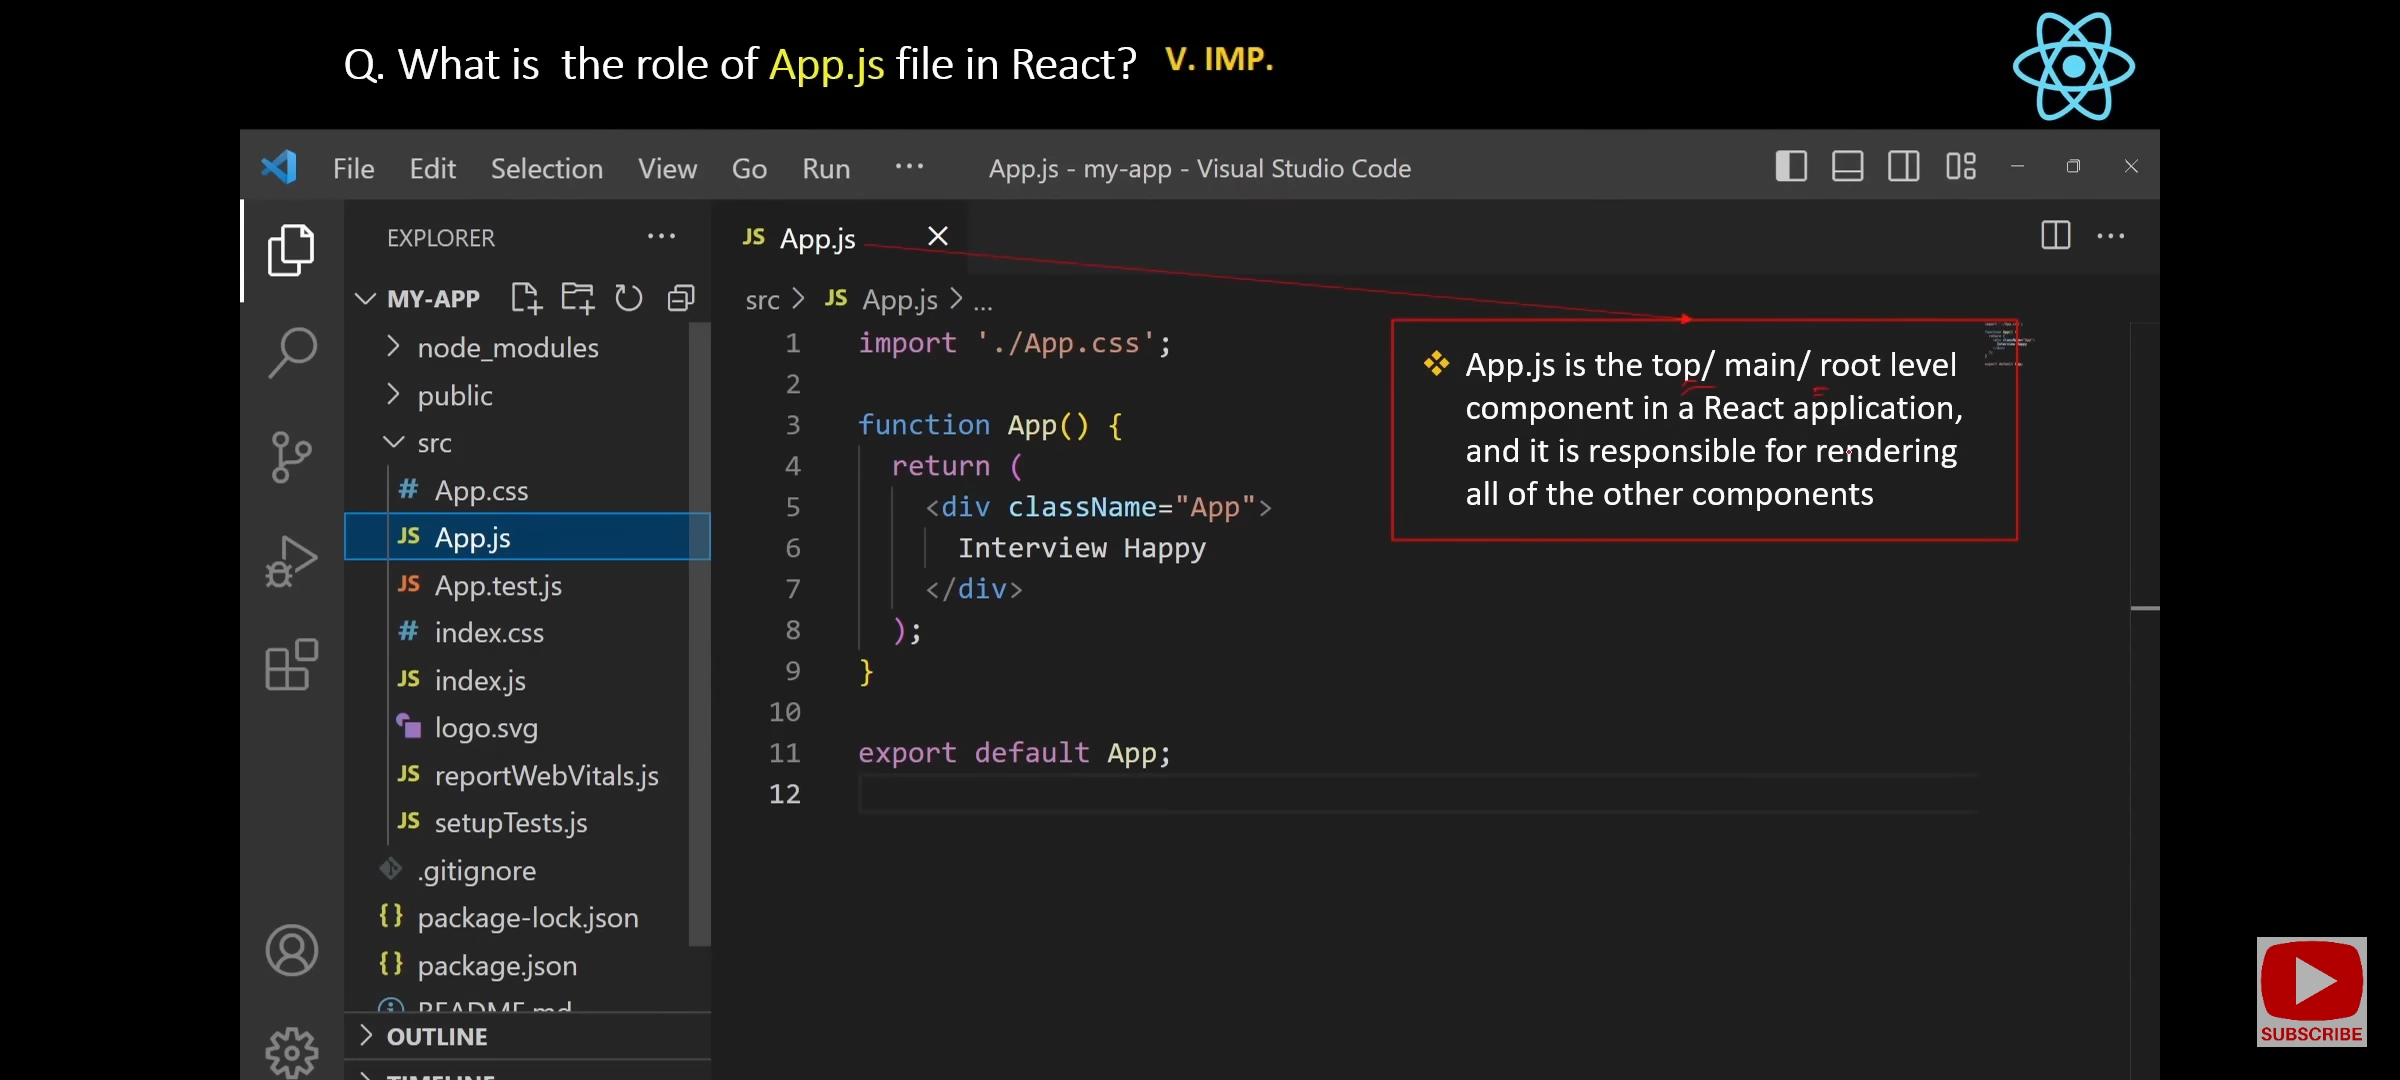 Q. What is the role of App.js file in React? V. IMP.
File Edit Selection View Go Run ··· App.js - my-app - Visual Studio Code
EXPLORER ···
MY-APP
node_modules
public
src
# App.css
JS App.js
JS App.test.js
# index.css
JS index.js
logo.svg
JS reportWebVitals.js
JS setupTests.js
.gitignore
{} package-lock.json
{} package.json
README.md
OUTLINE
TIMELINE
JS App.js
src > JS App.js > ...
1 import './App.css';
2
3 function App() {
4 return (
5 <div className="App">
6 Interview Happy
7 </div>
8 );
9 }
10
11 export default App;
12
❖ App.js is the top/ main/ root level
component in a React application,
and it is responsible for rendering
all of the other components
SUBSCRIBE